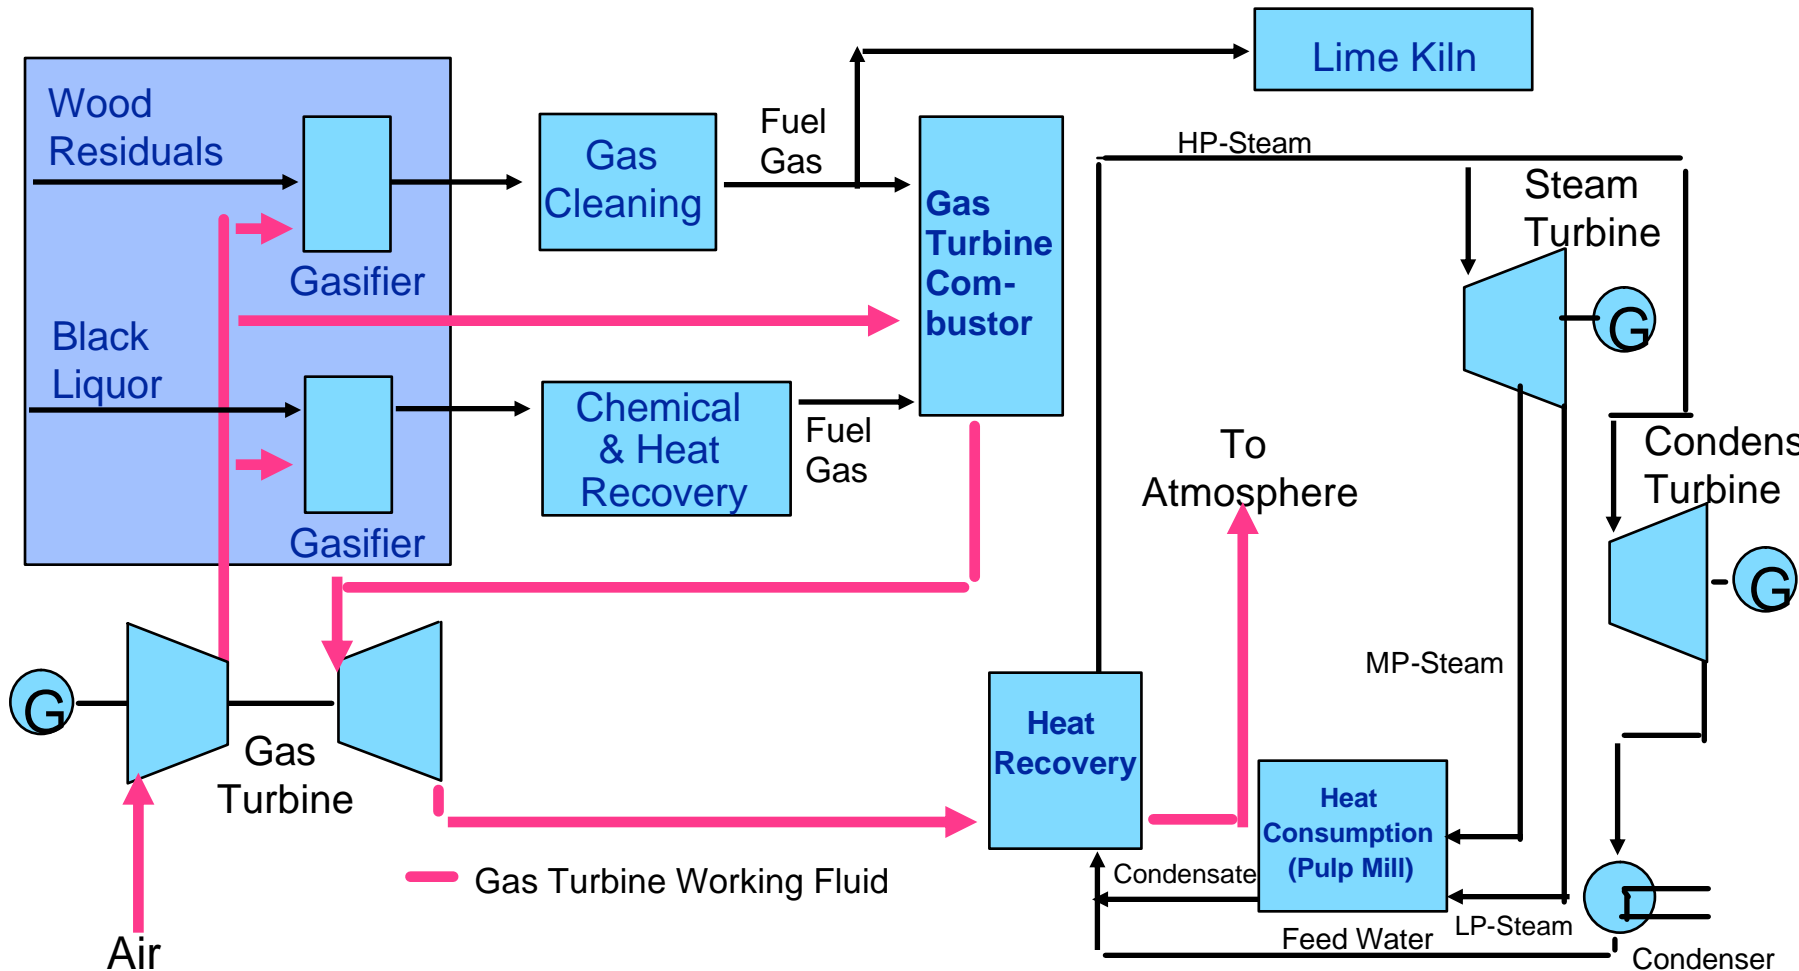 Lime Kiln
Wood
Residuals
Fuel
Gas
Gas
Cleaning
HP-Steam
Steam
Turbine
Gas
Turbine
Com-
bustor
Gasifier
G
Black
Liquor
Chemical
& Heat
Recovery
Fuel
Gas
To
Atmosphere
Condens
Turbine
Gasifier
G
MP-Steam
G
Gas
Turbine
Heat
Recovery
Heat
Consumption
(Pulp Mill)
Gas Turbine Working Fluid
Condensate
LP-Steam
Feed Water
Air
Condenser